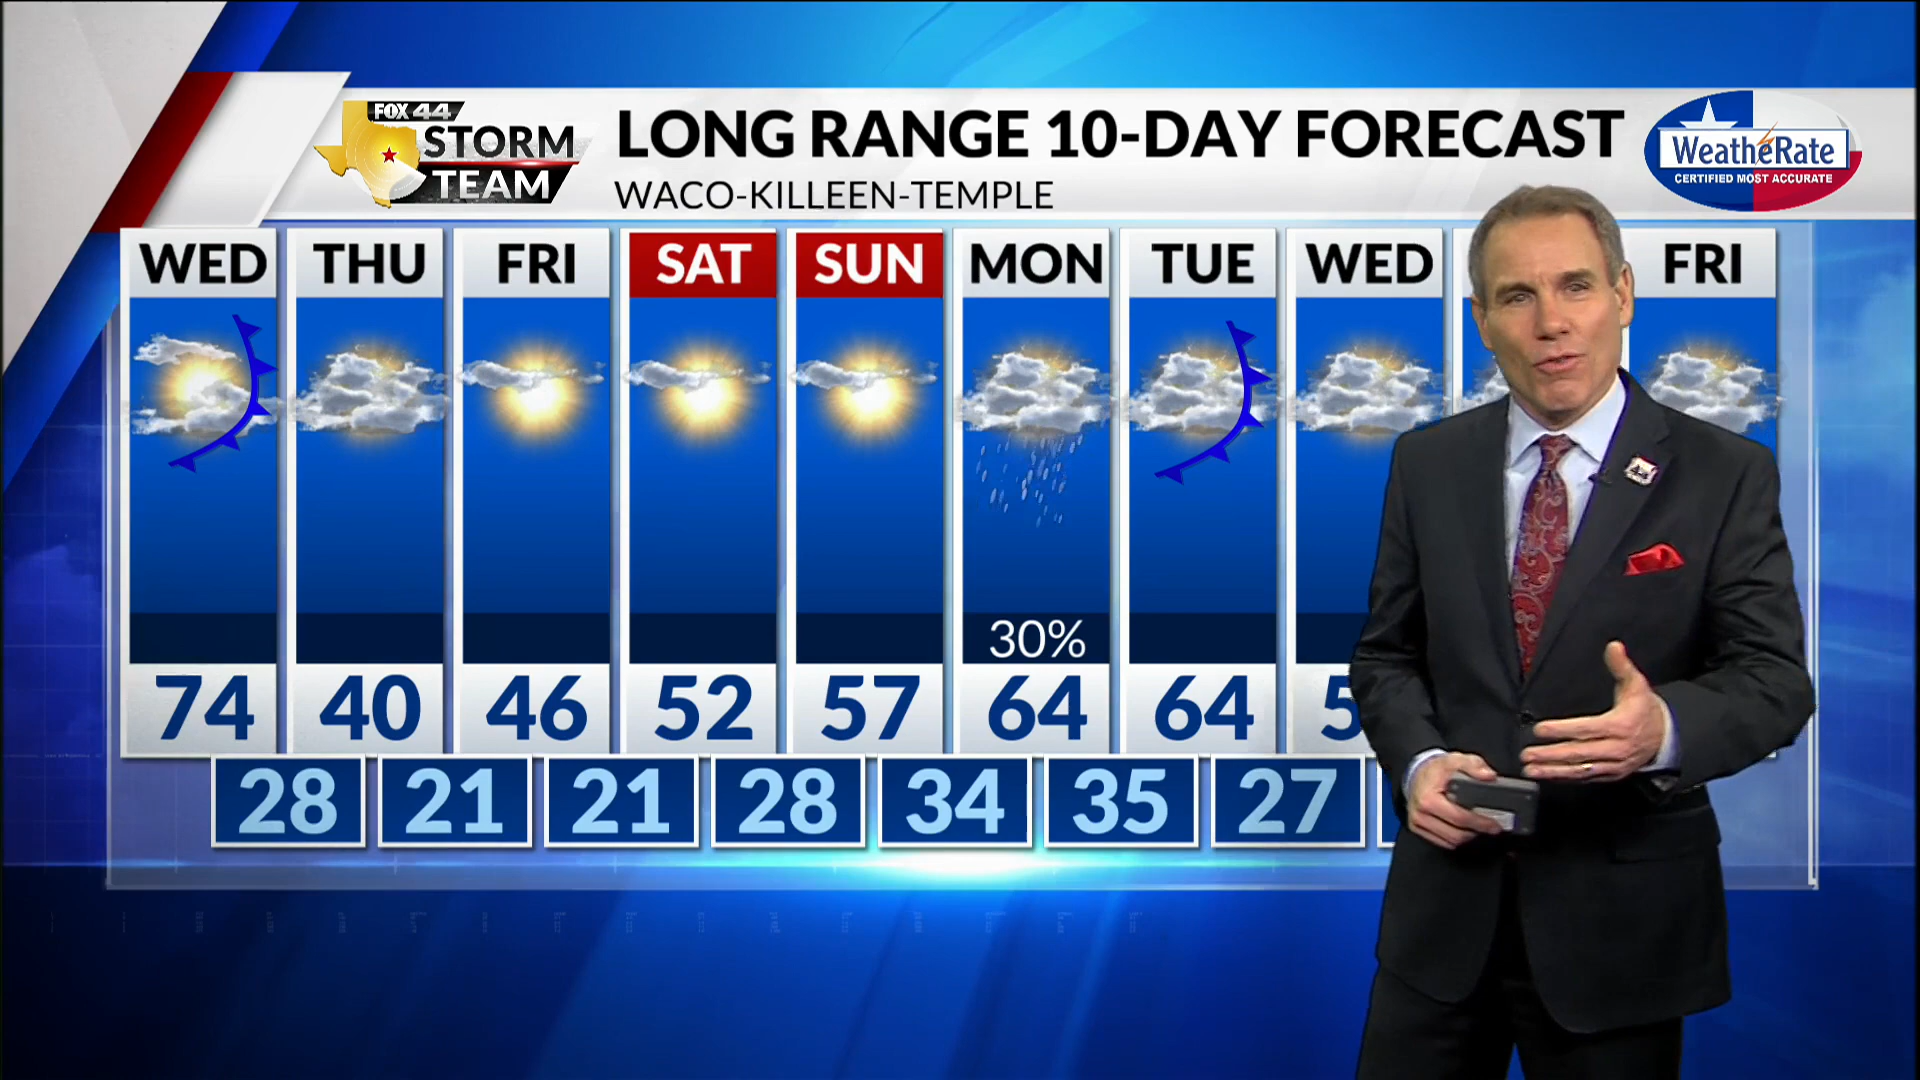 FOX 44
STORM
TEAM
LONG RANGE 10-DAY FORECAST
WACO-KILLEEN-TEMPLE
WeatheRate
CERTIFIED MOST ACCURATE
WED THU FRI SAT SUN MON TUE WED FRI
30%
74 40 46 52 57 64 64 5
28 21 21 28 34 35 27